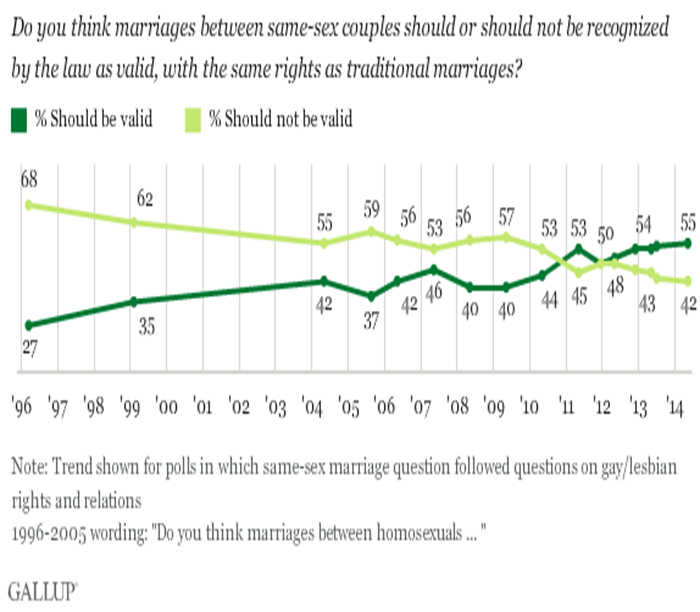 Do you think marriages between same-sex couples should or should not be recognized
by the law as valid, with the same rights as traditional marriages?
% Should be valid % Should not be valid
68 62 55 59 56 53 56 57 53 53 50 54 55
27 35 42 37 42 46 40 40 44 45 48 43 42
'96 '97 '98 '99 '00 '01 '02 '03 '04 '05 '06 '07 '08 '09 '10 '11 '12 '13 '14
Note: Trend shown for polls in which same-sex marriage question followed questions on gay/lesbian
rights and relations
1996-2005 wording: "Do you think marriages between homosexuals ... "
GALLUP'